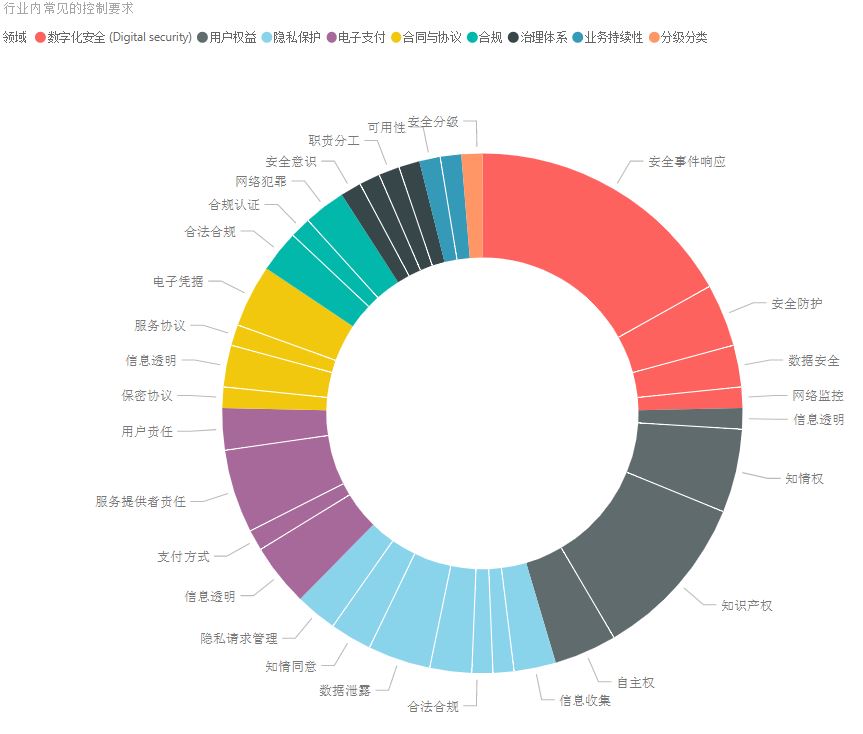 行业内常见的控制要求
领域 数字化安全 (Digital security) 用户权益 隐私保护 电子支付 合同与协议 合规 治理体系 业务持续性 分级分类
安全分级
可用性
职责分工
安全意识
网络犯罪
合规认证
合法合规
电子凭据
服务协议
信息透明
保密协议
用户责任
服务提供者责任
支付方式
信息透明
隐私请求管理
知情同意
数据泄露
合法合规
信息收集
自主权
知识产权
知情权
信息透明
网络监控
数据安全
安全防护
安全事件响应